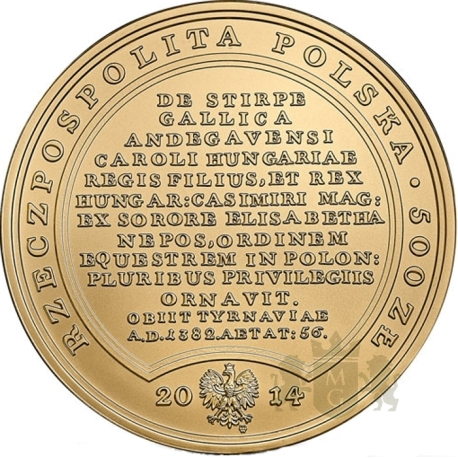 RZECZPOSPOLITA POLSKA · 500 ZŁ
DE STIRPE
GALLICA
ANDEGAVENSI
CAROLI HUNGARIAE
REGIS FILIUS, ET REX
HUNGAR: CASIMIRI MAG:
EX SORORE ELISABETHA
NEPOS, ORDINEM
EQUESTREM IN POLON:
PLURIBUS PRIVILEGIIS
ORNAVIT.
OBIIT TYRNAVIAE
A.D. 1382. AETAT: 56.
20 14
MG